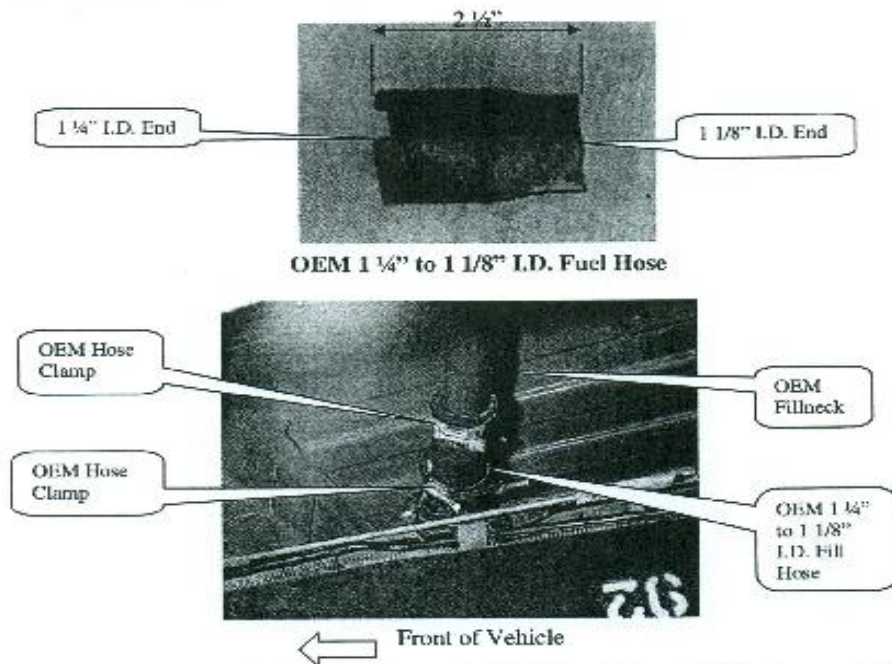 2 ½”
1 ¼” I.D. End
1 1/8” I.D. End
OEM 1 ¼” to 1 1/8” I.D. Fuel Hose
OEM Hose
Clamp
OEM
Fillneck
OEM Hose
Clamp
OEM 1 ¼”
to 1 1/8”
I.D. Fill
Hose
26
Front of Vehicle